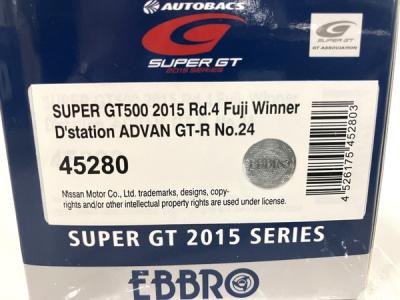 AUTOBACS
SUPER GT
2015 SERIES
SUPER GT
GT ASSOCIATION
SUPER GT500 2015 Rd.4 Fuji Winner
D'station ADVAN GT-R No.24
45280
EBBRO
Nissan Motor Co., Ltd. trademarks, designs, copy-
rights and/or other intellectual property rights are used under license.
4 526175 452803
SUPER GT 2015 SERIES
EBBRO